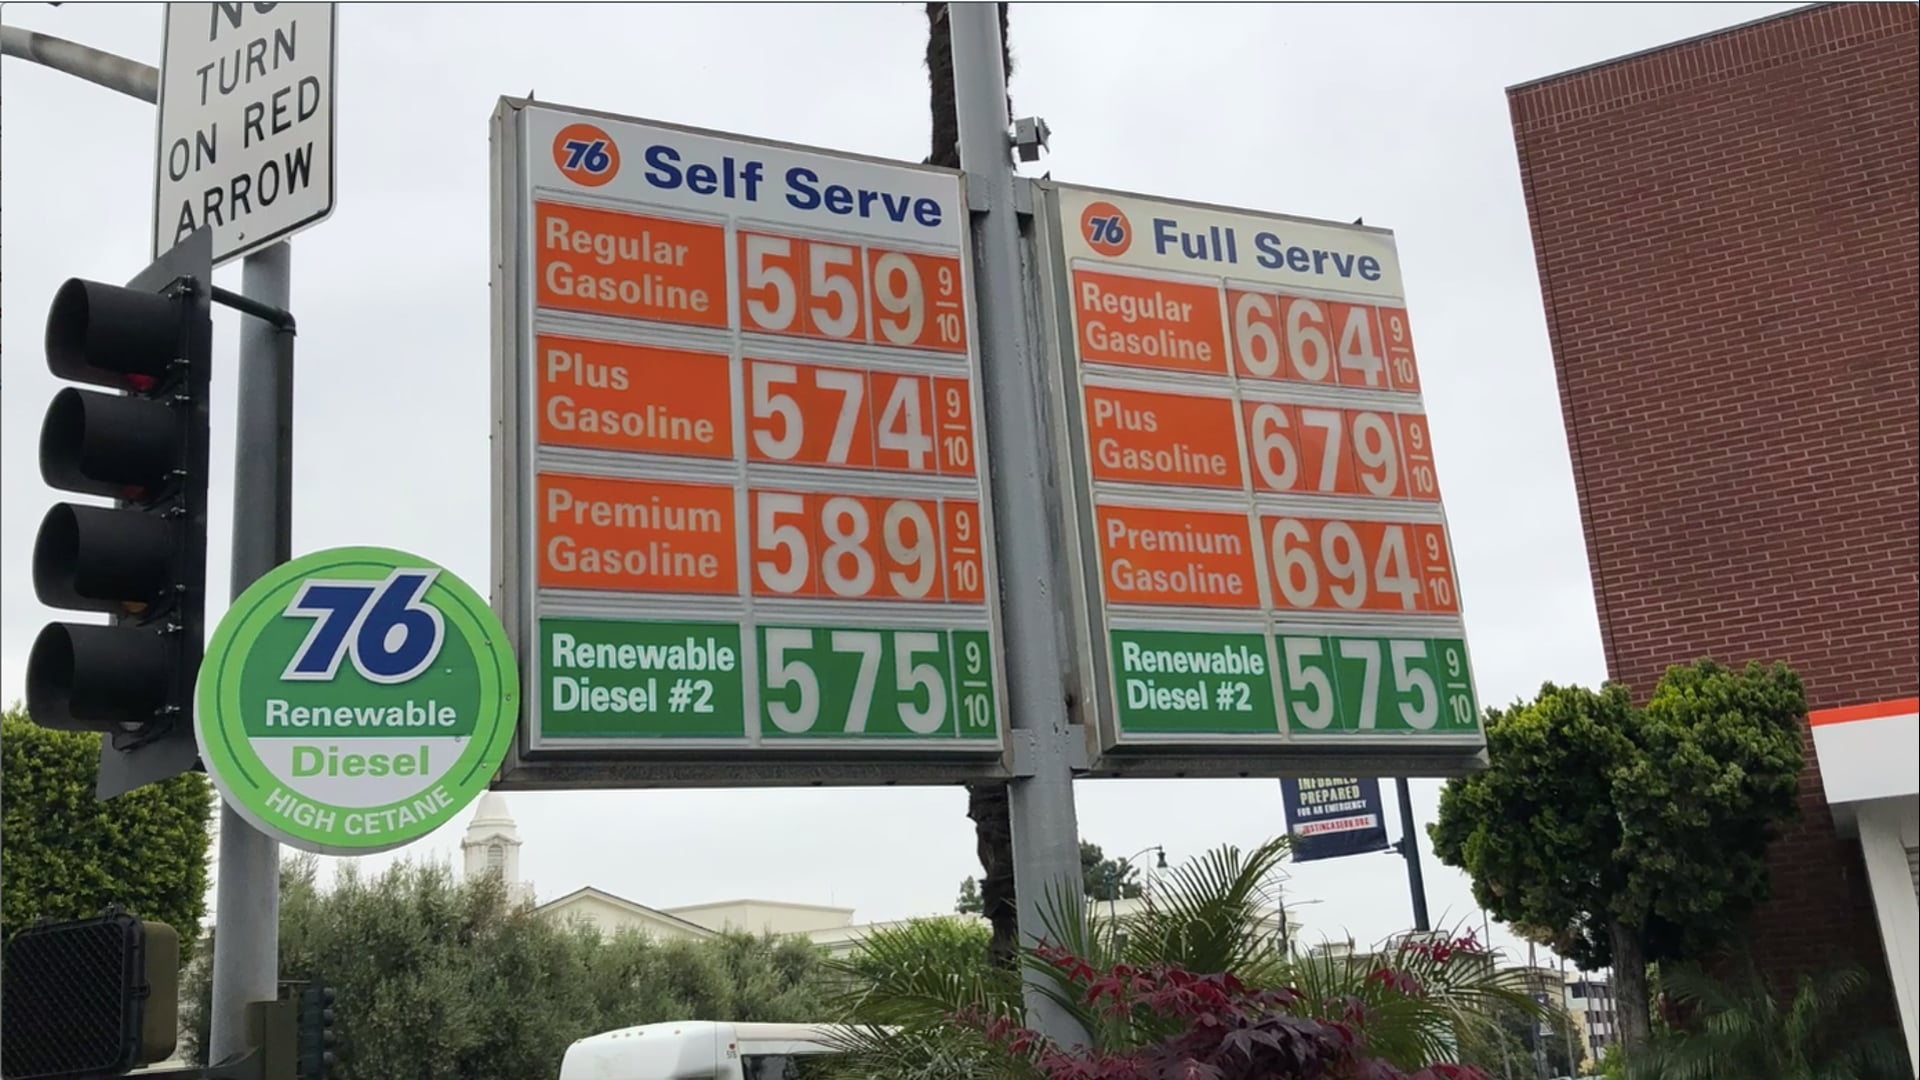 TURN
ON RED
ARROW
76 Self Serve
Regular
Gasoline
559 9/10
Plus
Gasoline
574 9/10
Premium
Gasoline
589 9/10
Renewable
Diesel #2
575 9/10
76 Full Serve
Regular
Gasoline
664 9/10
Plus
Gasoline
679 9/10
Premium
Gasoline
694 9/10
Renewable
Diesel #2
575 9/10
76
Renewable
Diesel
HIGH CETANE
INFORMED
PREPARED
FOR AN EMERGENCY